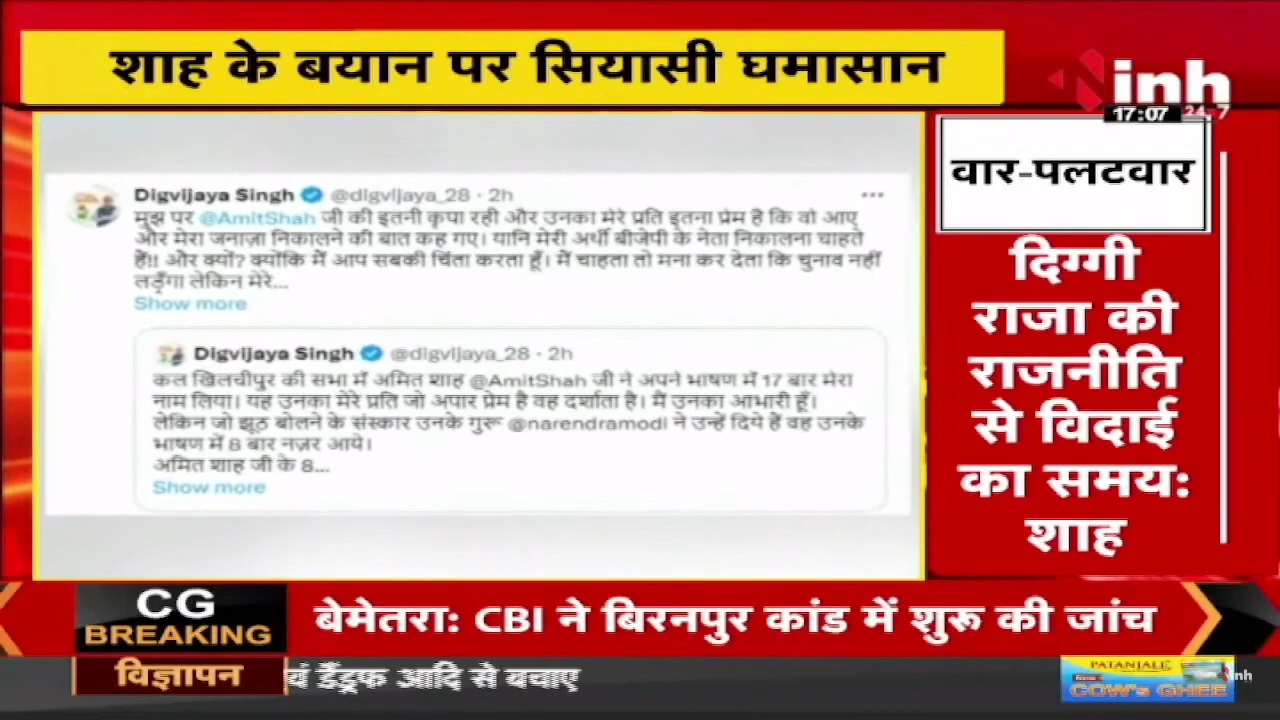 शाह के बयान पर सियासी घमासान
inh
17:07 24x7
वार-पलटवार
दिग्गी
राजा की
राजनीति
से विदाई
का समय:
शाह
Digvijaya Singh @digvijaya_28 · 2h
मुझ पर @AmitShah जी की इतनी कृपा रही और उनका मेरे प्रति इतना प्रेम है कि वो आए
और मेरा जनाज़ा निकालने की बात कह गए। यानि मेरी अर्थी बीजेपी के नेता निकालना चाहते
हैं!! और क्यों? क्योंकि मैं आप सबकी चिंता करता हूँ। मैं चाहता तो मना कर देता कि चुनाव नहीं
लड़ूँगा लेकिन मेरे...
Show more
Digvijaya Singh @digvijaya_28 · 2h
कल खिलचीपुर की सभा में अमित शाह @AmitShah जी ने अपने भाषण में 17 बार मेरा
नाम लिया। यह उनका मेरे प्रति जो अपार प्रेम है वह दर्शाता है। मैं उनका आभारी हूँ।
लेकिन जो झूठ बोलने के संस्कार उनके गुरू @narendramodi ने उन्हें दिये हैं वह उनके
भाषण में 8 बार नज़र आये।
अमित शाह जी के 8...
Show more
CG
BREAKING
बेमेतरा: CBI ने बिरनपुर कांड में शुरू की जांच
विज्ञापन
वं डैंड्रफ आदि से बचाए
PATANJALI
COW's GHEE
inh